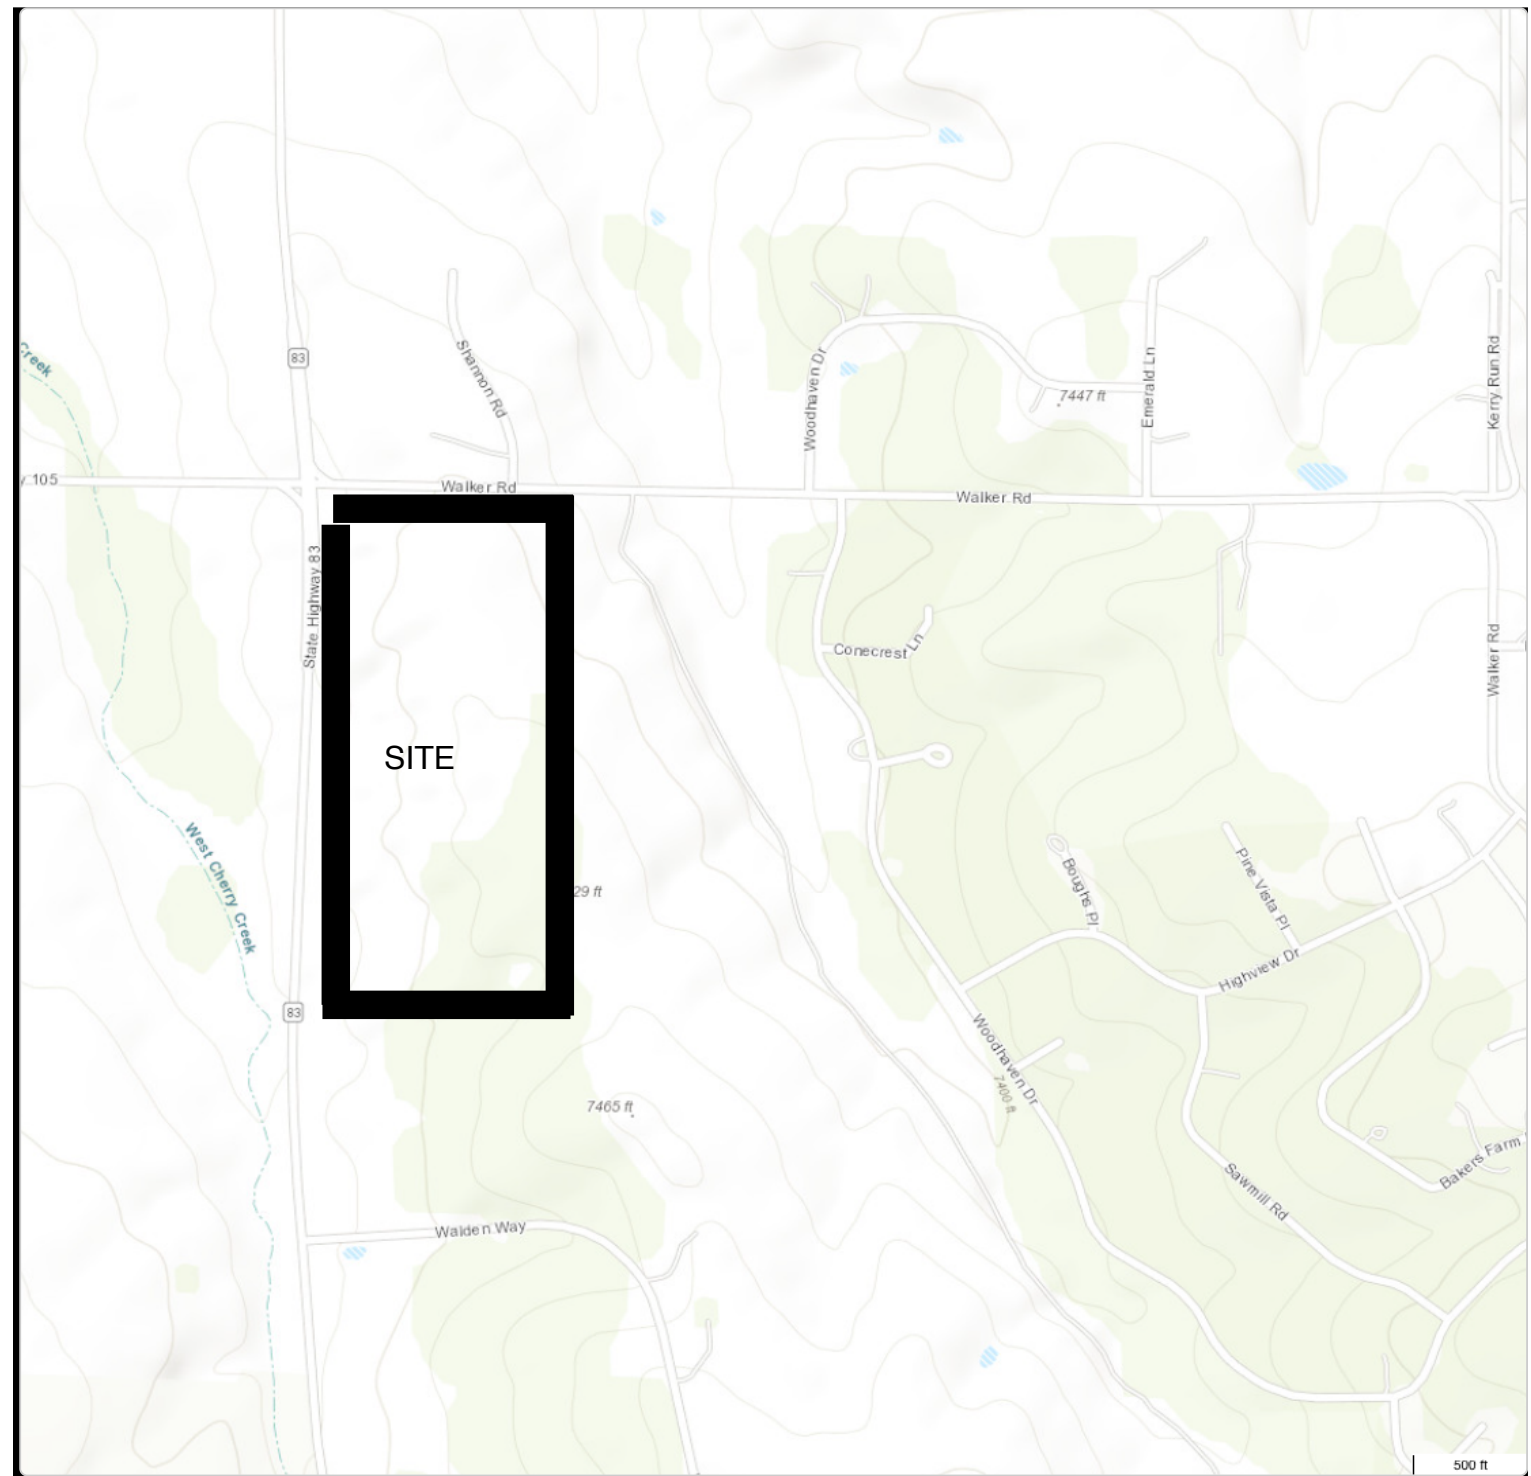 Creek
83
Shannon Rd
Woodhaven Dr
7447 ft
Emerald Ln
Kerry Run Rd
105
Walker Rd
Walker Rd
State Highway 83
Conecrest Ln
Walker Rd
SITE
West Cherry Creek
29 ft
Boughs Pl
Pine Vista Pl
Highview Dr
83
Woodhaven Dr
7400 ft
7465 ft
Bakers Farm
Sawmill Rd
Walden Way
500 ft